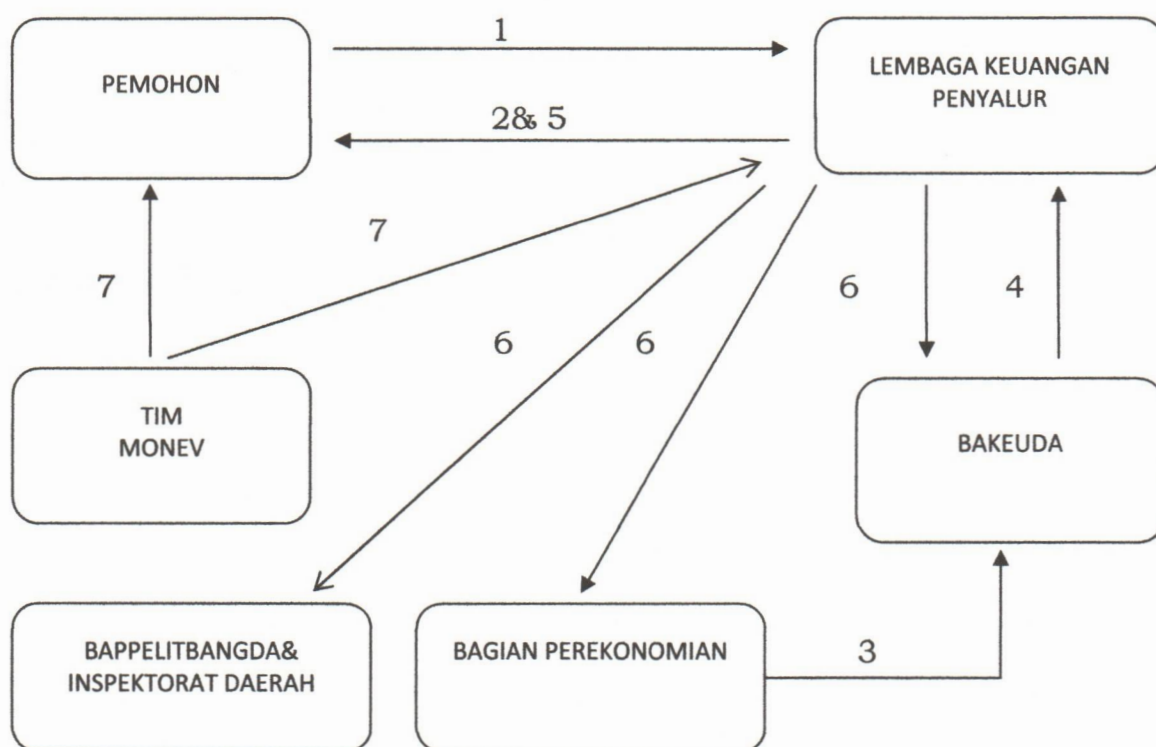 1
PEMOHON
LEMBAGA KEUANGAN
PENYALUR
2& 5
7
7
6
4
6
6
TIM
MONEV
BAKEUDA
BAPPELITBANGDA&
INSPEKTORAT DAERAH
BAGIAN PEREKONOMIAN
3